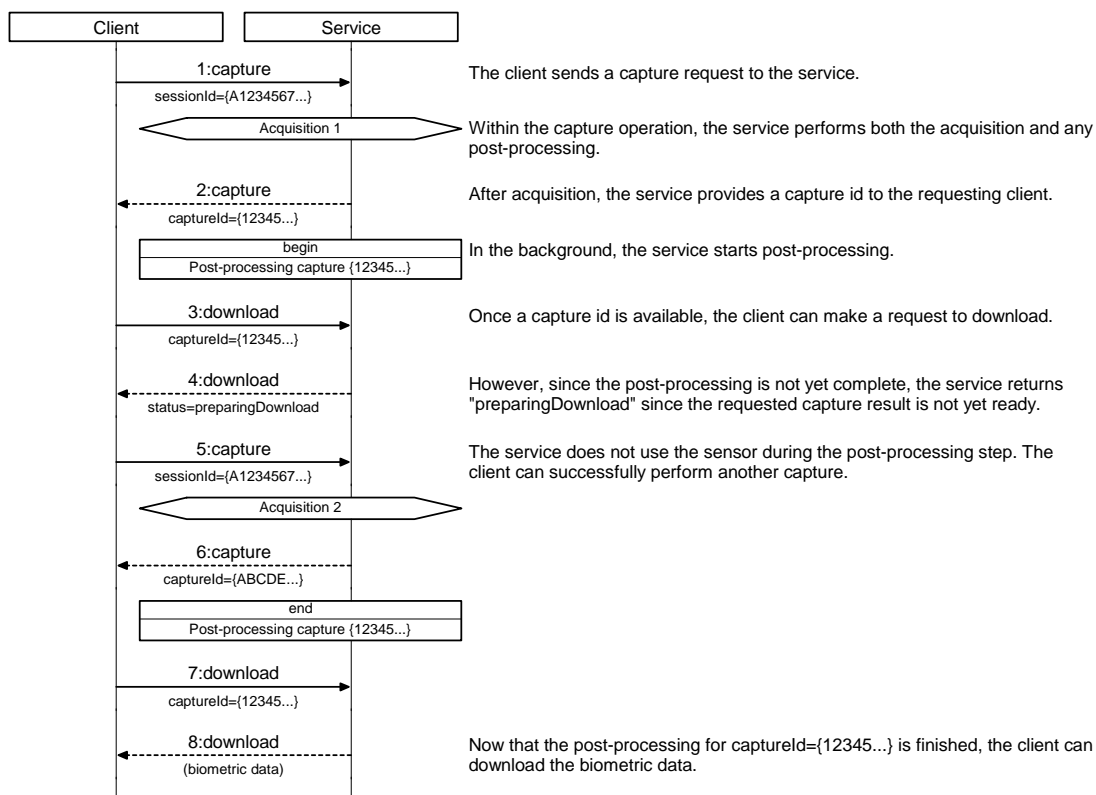 Client
Service
1:capture
sessionId={A1234567...}
The client sends a capture request to the service.
Acquisition 1
Within the capture operation, the service performs both the acquisition and any
post-processing.
2:capture
captureId={12345...}
After acquisition, the service provides a capture id to the requesting client.
begin
Post-processing capture {12345...}
In the background, the service starts post-processing.
3:download
captureId={12345...}
Once a capture id is available, the client can make a request to download.
4:download
status=preparingDownload
However, since the post-processing is not yet complete, the service returns
"preparingDownload" since the requested capture result is not yet ready.
5:capture
sessionId={A1234567...}
The service does not use the sensor during the post-processing step. The
client can successfully perform another capture.
Acquisition 2
6:capture
captureId={ABCDE...}
end
Post-processing capture {12345...}
7:download
captureId={12345...}
8:download
(biometric data)
Now that the post-processing for captureId={12345...} is finished, the client can
download the biometric data.